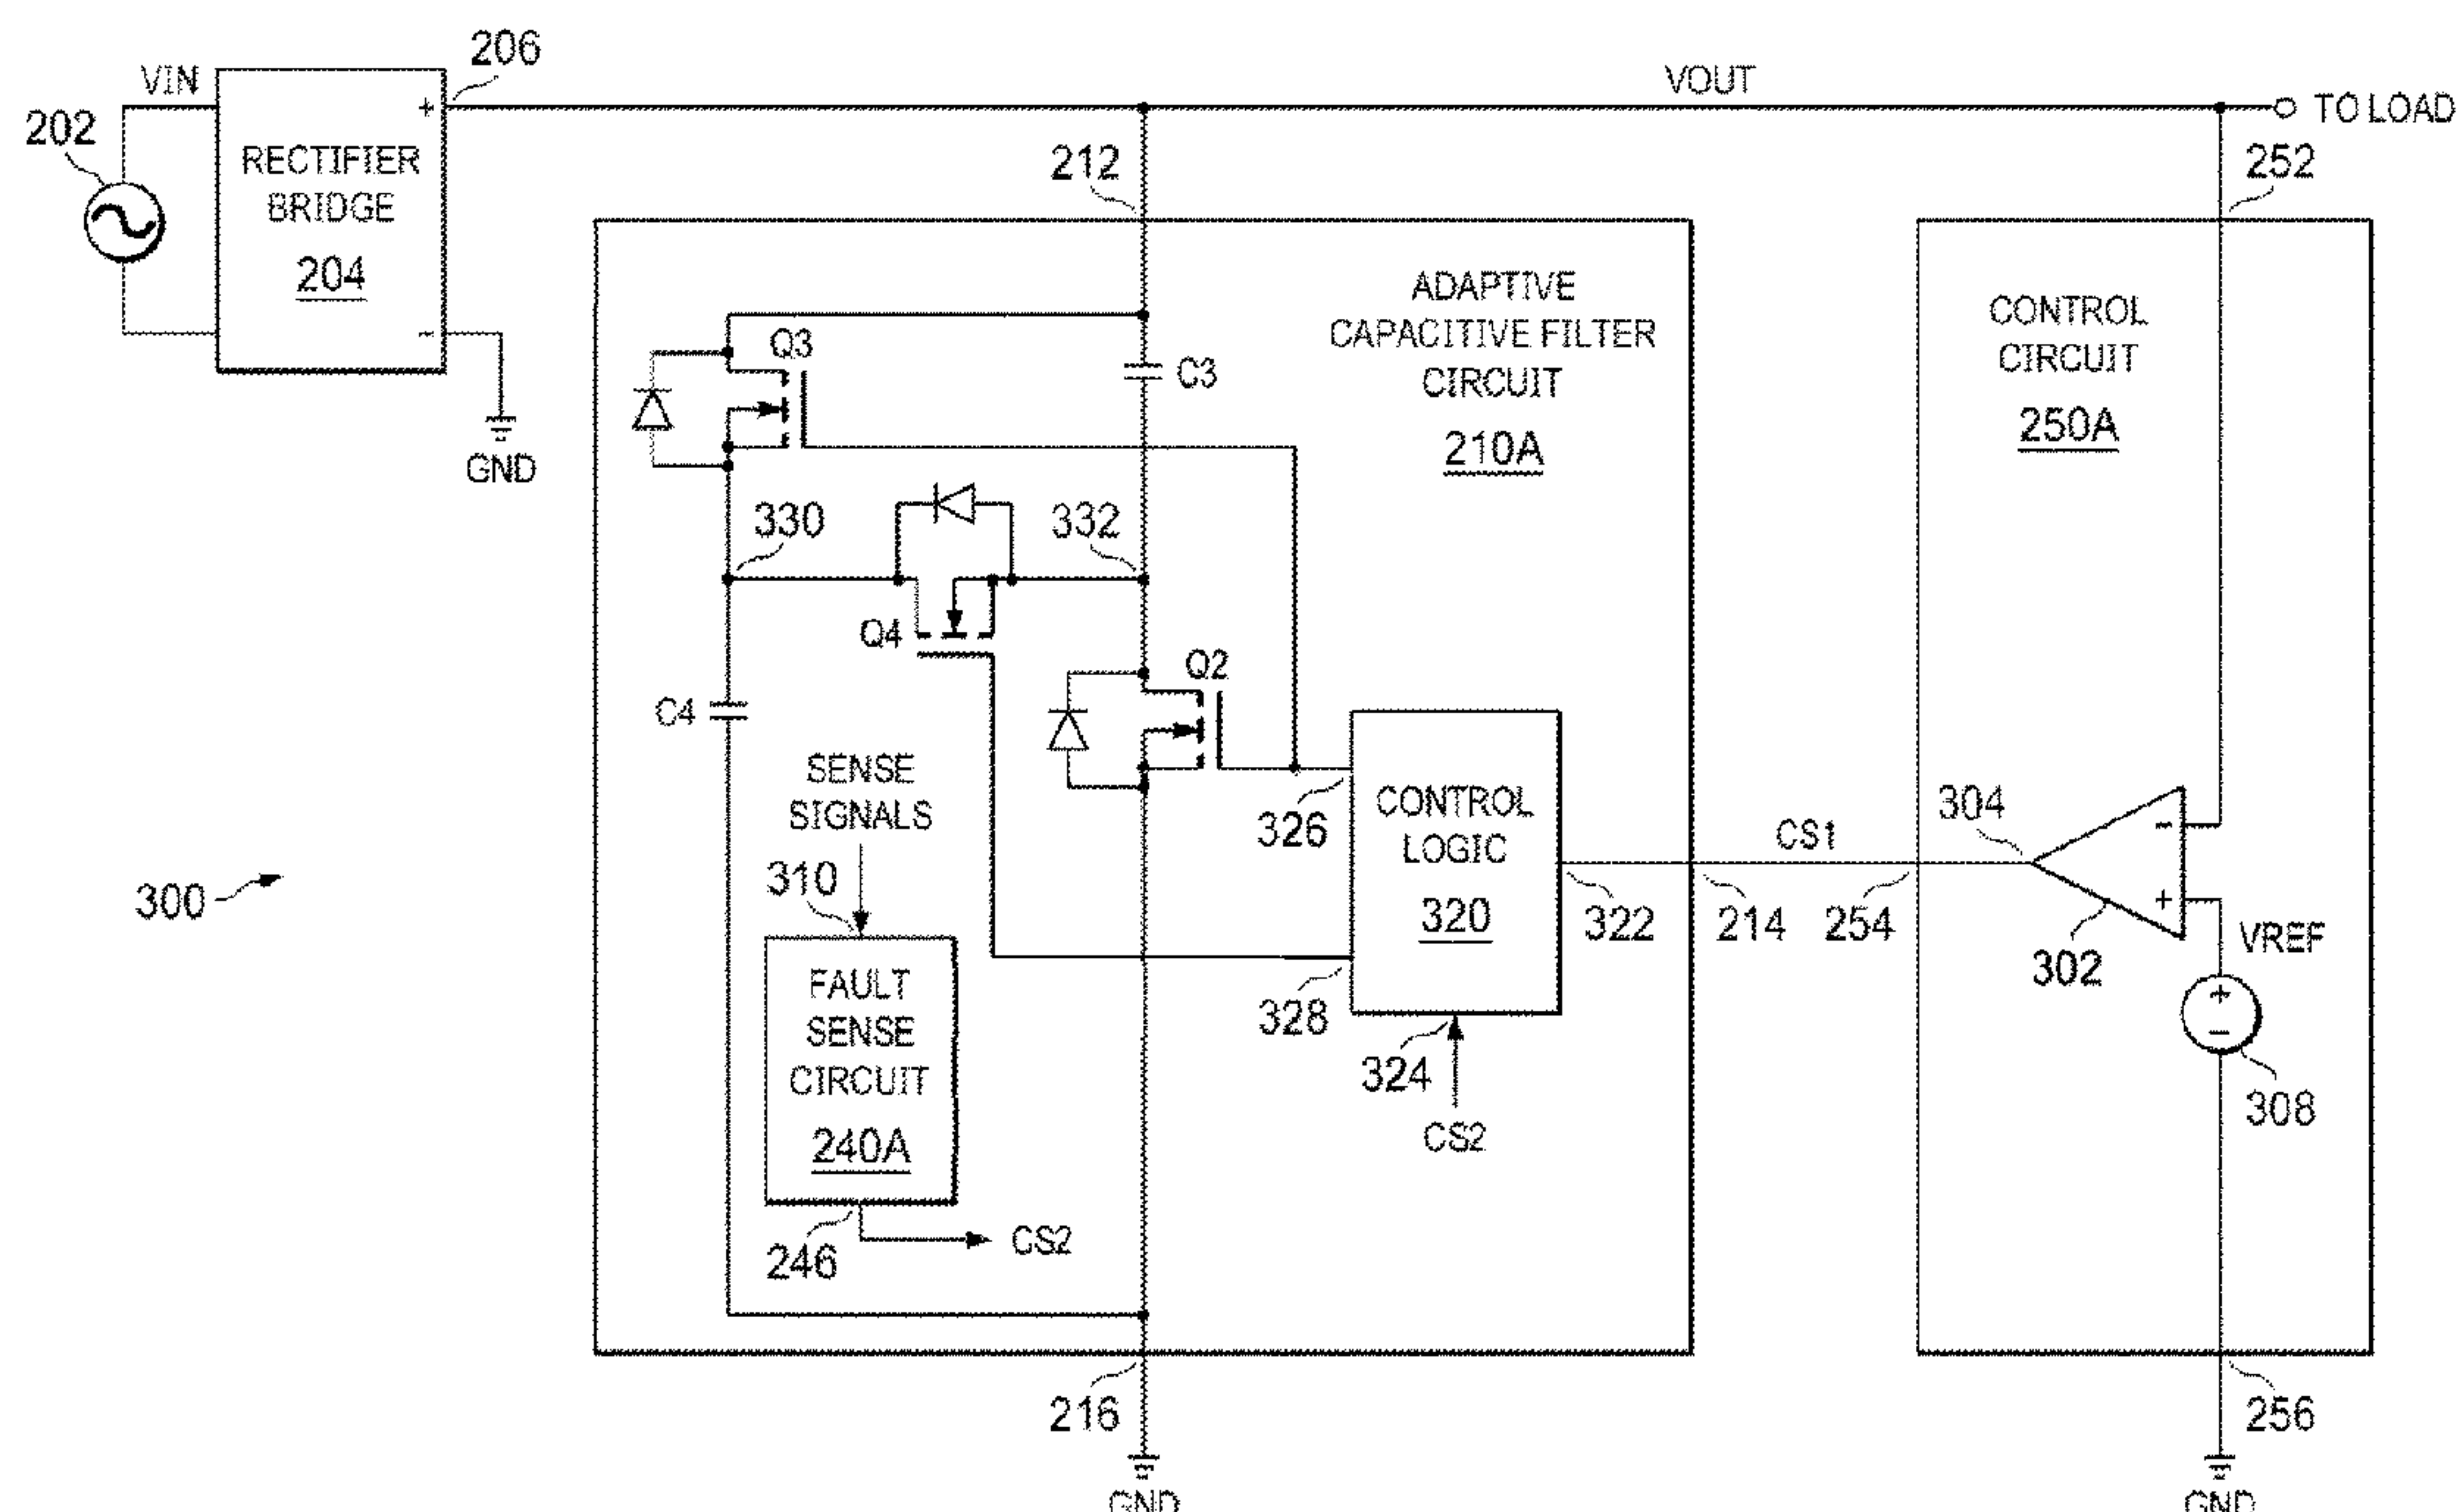 206
VIN
VOUT
+
TO LOAD
202
RECTIFIER
BRIDGE
204
-
GND
212
252
ADAPTIVE
CAPACITIVE FILTER
CIRCUIT
210A
CONTROL
CIRCUIT
250A
Q3
C3
330
332
Q4
Q2
C4
SENSE
SIGNALS
310
326
CONTROL
LOGIC
320
328
322
324
CS2
CS1
214
254
304
-
+
302
VREF
+
-
308
300
FAULT
SENSE
CIRCUIT
240A
246
CS2
216
GND
256
GND